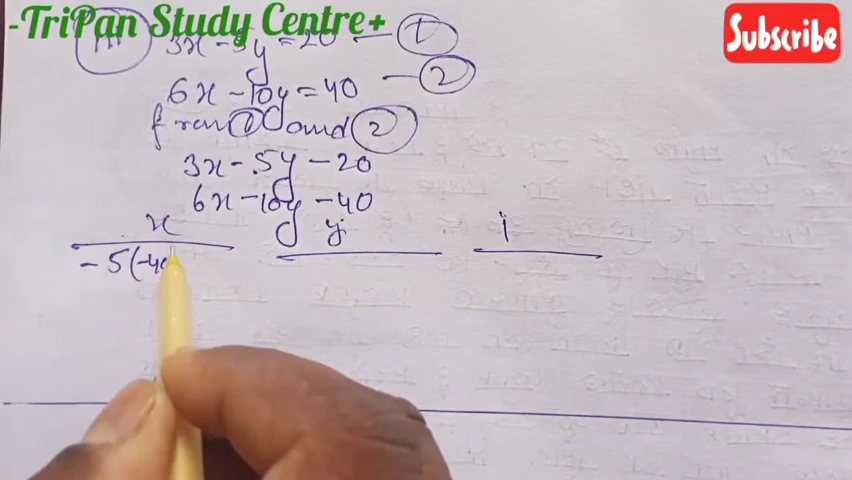 -TriPan Study Centre+
Subscribe
(iii) 3x - 5y = 20 — (1)
6x - 10y = 40 — (2)
from (1) and (2)
3x - 5y - 20
6x - 10y - 40
x y 1
- 5(-40